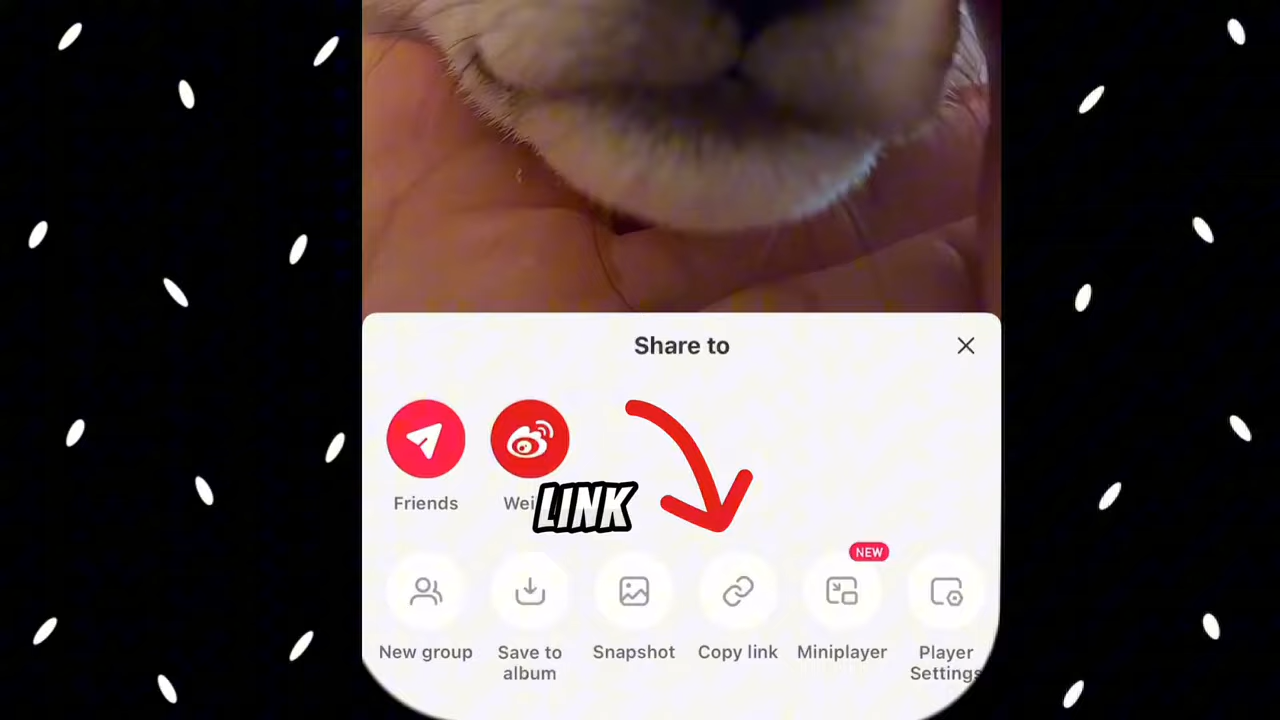 Share to
Friends
Wei
LINK
NEW
New group
Save to
album
Snapshot
Copy link
Miniplayer
Player
Settings